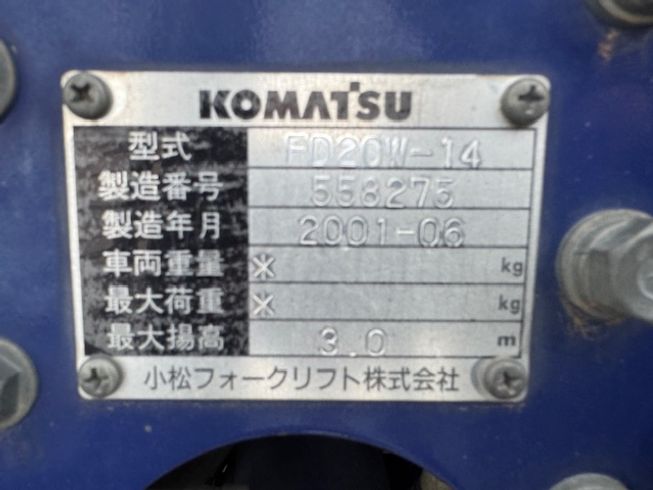 KOMATSU
型式 FD20W-14
製造番号 558275
製造年月 2001-06
車両重量 * kg
最大荷重 * kg
最大揚高 3.0 m
小松フォークリフト株式会社